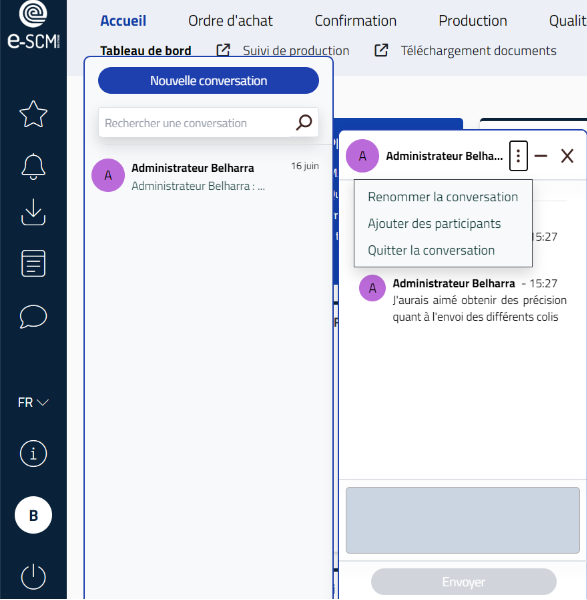 e-SCM
Accueil
Ordre d'achat
Confirmation
Production
Qualit
Tableau de bord
Suivi de production
Téléchargement documents
Nouvelle conversation
Rechercher une conversation
A
Administrateur Belharra
16 juin
Administrateur Belharra : ...
A
Administrateur Belha...
Renommer la conversation
Ajouter des participants
Quitter la conversation
15:27
A
Administrateur Belharra - 15:27
J'aurais aimé obtenir des précision
quant à l'envoi des différents colis
FR
B
Envoyer